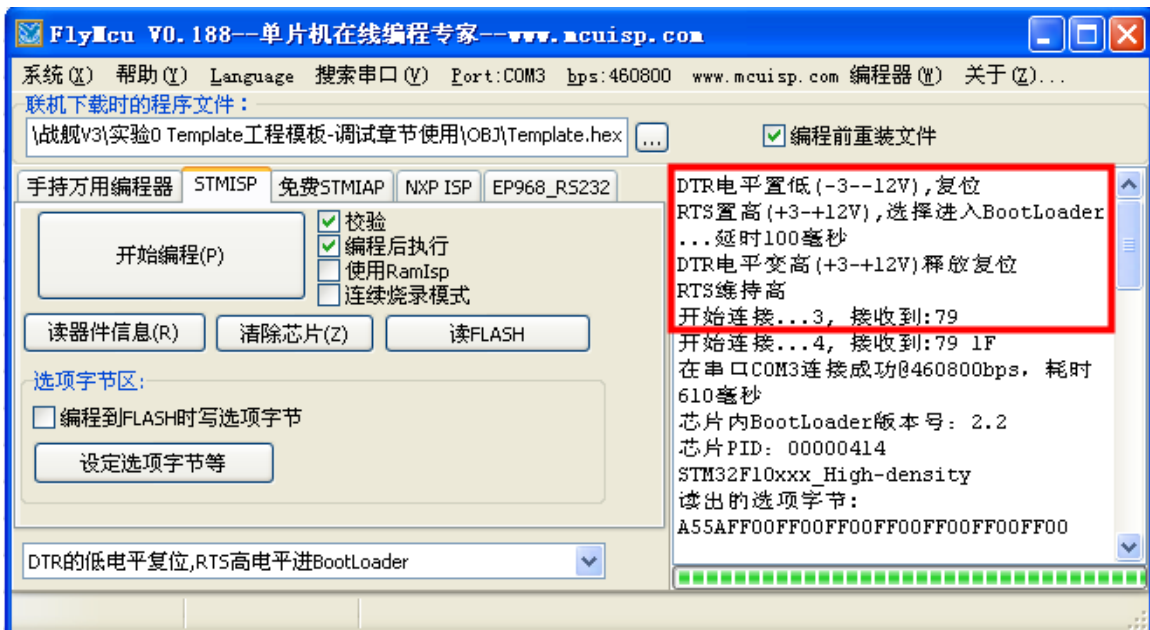 FlyMcu V0.188--单片机在线编程专家--www.mcuisp.com
系统(X) 帮助(Y) Language 搜索串口(V) Port:COM3 bps:460800 www.mcuisp.com 编程器(W) 关于(Z)...
联机下载时的程序文件：
\战舰V3\实验0 Template工程模板-调试章节使用\OBJ\Template.hex ... 编程前重装文件
手持万用编程器 STMISP 免费STMIAP NXP ISP EP968_RS232
开始编程(P)
校验
编程后执行
使用RamIsp
连续烧录模式
读器件信息(R) 清除芯片(Z) 读FLASH
选项字节区:
编程到FLASH时写选项字节
设定选项字节等
DTR的低电平复位,RTS高电平进BootLoader
DTR电平置低(-3--12V),复位
RTS置高(+3-+12V),选择进入BootLoader
...延时100毫秒
DTR电平变高(+3-+12V)释放复位
RTS维持高
开始连接...3, 接收到:79
开始连接...4, 接收到:79 1F
在串口COM3连接成功@460800bps，耗时
610毫秒
芯片内BootLoader版本号：2.2
芯片PID：00000414
STM32F10xxx_High-density
读出的选项字节：
A55AFF00FF00FF00FF00FF00FF00FF00